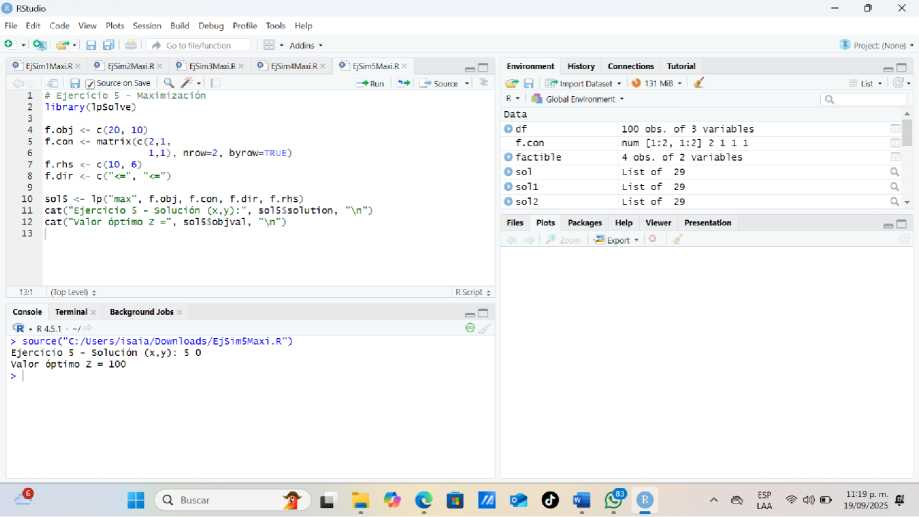 RStudio
File Edit Code View Plots Session Build Debug Profile Tools Help
Go to file/function Addins Project: (None)
EjSim1Maxi.R EjSim2Maxi.R EjSim3Maxi.R EjSim4Maxi.R EjSim5Maxi.R
Source on Save Run Source
1 # Ejercicio 5 - Maximización
2 library(lpSolve)
3
4 f.obj <- c(20, 10)
5 f.con <- matrix(c(2,1,
6 1,1), nrow=2, byrow=TRUE)
7 f.rhs <- c(10, 6)
8 f.dir <- c("<=", "<=")
9
10 sol5 <- lp("max", f.obj, f.con, f.dir, f.rhs)
11 cat("Ejercicio 5 - Solución (x,y):", sol5$solution, "\n")
12 cat("Valor óptimo Z =", sol5$objval, "\n")
13
13:1 (Top Level) R Script
Console Terminal Background Jobs
R 4.5.1 · ~/
> source("C:/Users/isaia/Downloads/EjSim5Maxi.R")
Ejercicio 5 - Solución (x,y): 5 0
Valor óptimo Z = 100
>
Environment History Connections Tutorial
Import Dataset 131 MiB List
R Global Environment
Data
df 100 obs. of 3 variables
f.con num [1:2, 1:2] 2 1 1 1
factible 4 obs. of 2 variables
sol List of 29
sol1 List of 29
sol2 List of 29
Files Plots Packages Help Viewer Presentation
Zoom Export
6
Buscar
83
ESP
LAA
11:19 p. m.
19/09/2025